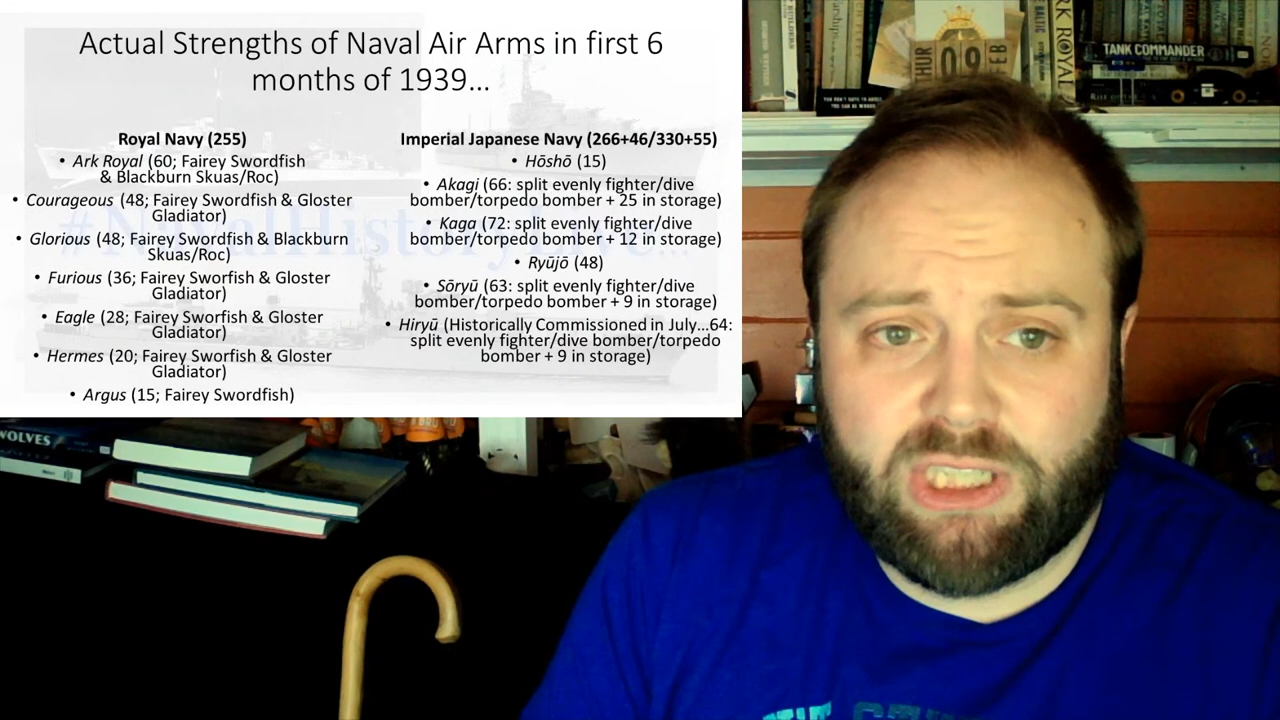 Actual Strengths of Naval Air Arms in first 6
months of 1939...
Royal Navy (255)
• Ark Royal (60; Fairey Swordfish
& Blackburn Skuas/Roc)
• Courageous (48; Fairey Swordfish & Gloster
Gladiator)
• Glorious (48; Fairey Swordfish & Blackburn
Skuas/Roc)
• Furious (36; Fairey Sworfish & Gloster
Gladiator)
• Eagle (28; Fairey Sworfish & Gloster
Gladiator)
• Hermes (20; Fairey Sworfish & Gloster
Gladiator)
• Argus (15; Fairey Swordfish)
Imperial Japanese Navy (266+46/330+55)
• Hōshō (15)
• Akagi (66: split evenly fighter/dive
bomber/torpedo bomber + 25 in storage)
• Kaga (72: split evenly fighter/dive
bomber/torpedo bomber + 12 in storage)
• Ryūjō (48)
• Sōryū (63: split evenly fighter/dive
bomber/torpedo bomber + 9 in storage)
• Hiryū (Historically Commissioned in July...64:
split evenly fighter/dive bomber/torpedo
bomber + 9 in storage)
THUR
09
FEB
BALTIC
ARK ROYAL
TANK COMMANDER
WOLVES